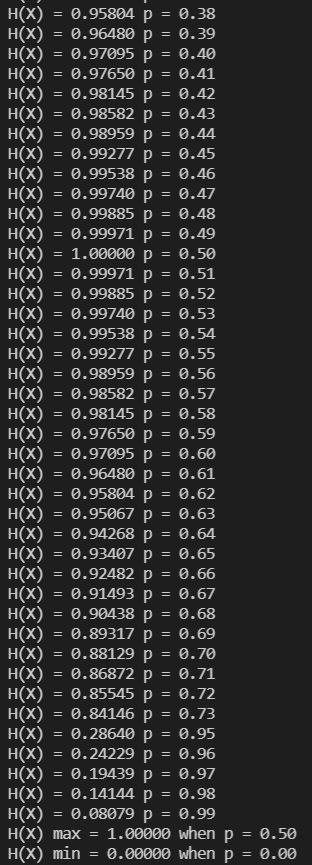 H(X) = 0.95804 p = 0.38
H(X) = 0.96480 p = 0.39
H(X) = 0.97095 p = 0.40
H(X) = 0.97650 p = 0.41
H(X) = 0.98145 p = 0.42
H(X) = 0.98582 p = 0.43
H(X) = 0.98959 p = 0.44
H(X) = 0.99277 p = 0.45
H(X) = 0.99538 p = 0.46
H(X) = 0.99740 p = 0.47
H(X) = 0.99885 p = 0.48
H(X) = 0.99971 p = 0.49
H(X) = 1.00000 p = 0.50
H(X) = 0.99971 p = 0.51
H(X) = 0.99885 p = 0.52
H(X) = 0.99740 p = 0.53
H(X) = 0.99538 p = 0.54
H(X) = 0.99277 p = 0.55
H(X) = 0.98959 p = 0.56
H(X) = 0.98582 p = 0.57
H(X) = 0.98145 p = 0.58
H(X) = 0.97650 p = 0.59
H(X) = 0.97095 p = 0.60
H(X) = 0.96480 p = 0.61
H(X) = 0.95804 p = 0.62
H(X) = 0.95067 p = 0.63
H(X) = 0.94268 p = 0.64
H(X) = 0.93407 p = 0.65
H(X) = 0.92482 p = 0.66
H(X) = 0.91493 p = 0.67
H(X) = 0.90438 p = 0.68
H(X) = 0.89317 p = 0.69
H(X) = 0.88129 p = 0.70
H(X) = 0.86872 p = 0.71
H(X) = 0.85545 p = 0.72
H(X) = 0.84146 p = 0.73
H(X) = 0.28640 p = 0.95
H(X) = 0.24229 p = 0.96
H(X) = 0.19439 p = 0.97
H(X) = 0.14144 p = 0.98
H(X) = 0.08079 p = 0.99
H(X) max = 1.00000 when p = 0.50
H(X) min = 0.00000 when p = 0.00